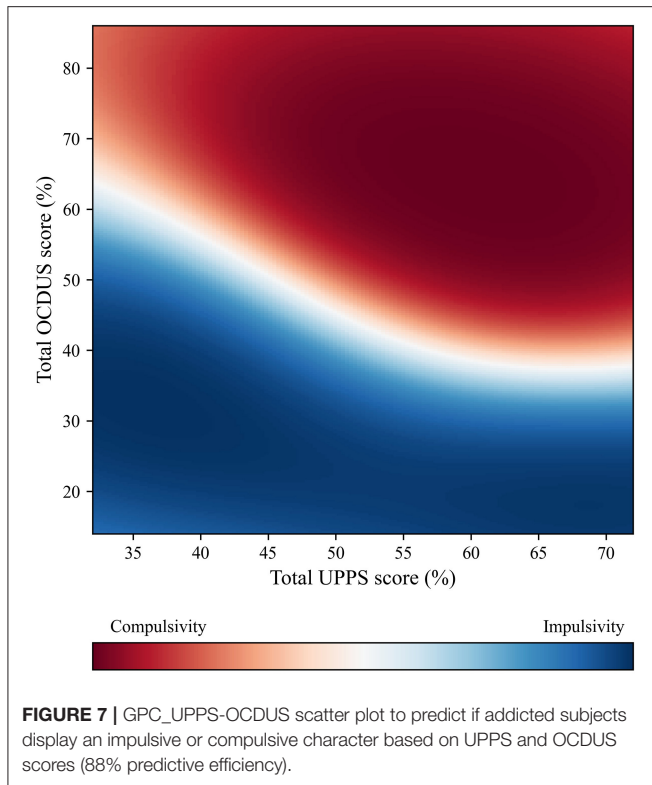 80
70
60
50
40
30
20
Total OCDUS score (%)
35 40 45 50 55 60 65 70
Total UPPS score (%)
Compulsivity Impulsivity
FIGURE 7 | GPC_UPPS-OCDUS scatter plot to predict if addicted subjects
display an impulsive or compulsive character based on UPPS and OCDUS
scores (88% predictive efficiency).